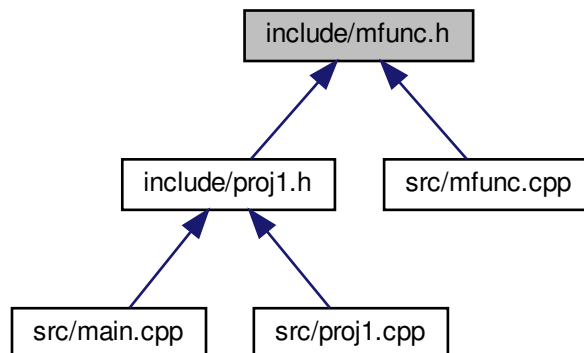 include/mfunc.h
include/proj1.h
src/mfunc.cpp
src/main.cpp
src/proj1.cpp